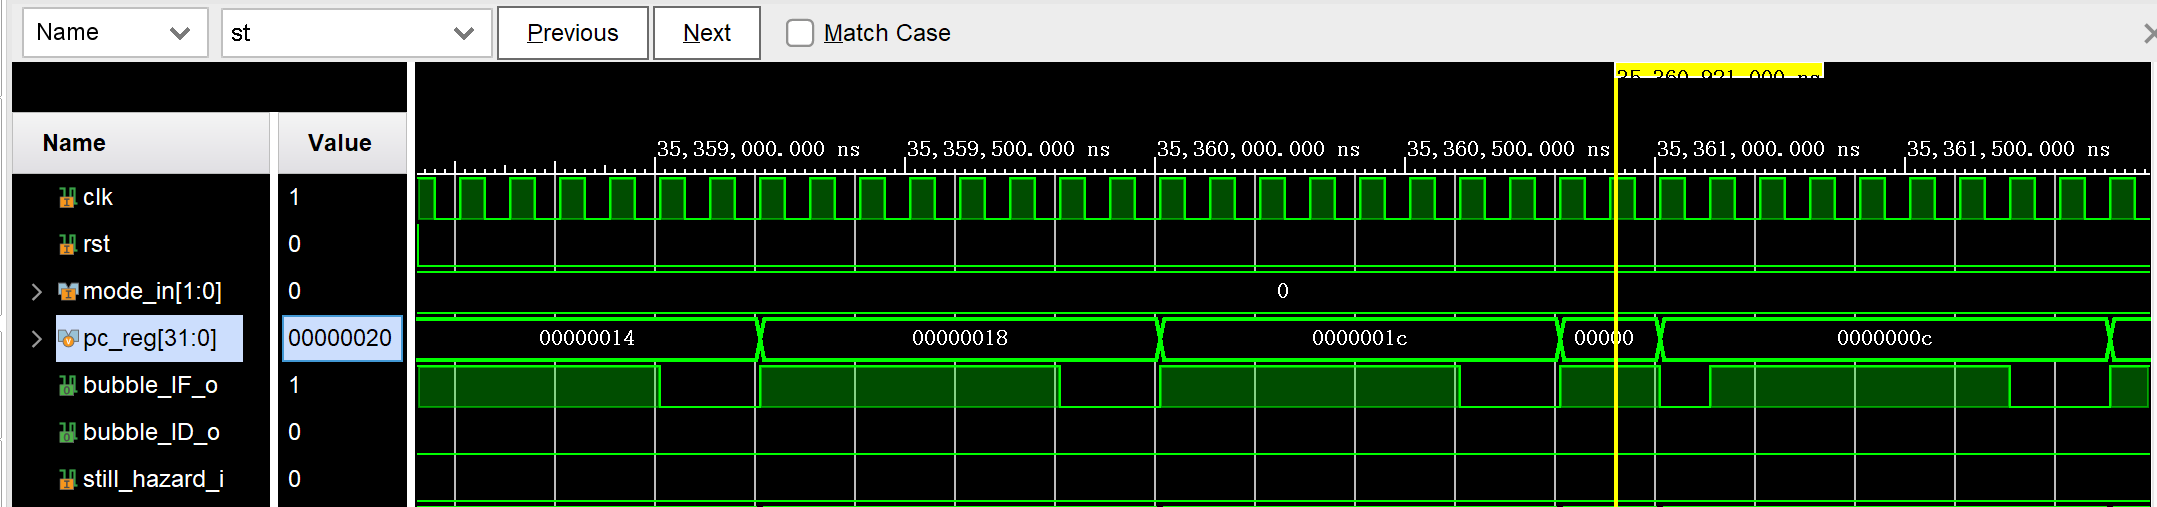 Name st Previous Next Match Case
35,360,921.000 ns
Name Value
35,359,000.000 ns 35,359,500.000 ns 35,360,000.000 ns 35,360,500.000 ns 35,361,000.000 ns 35,361,500.000 ns
clk 1
rst 0
mode_in[1:0] 0 0
pc_reg[31:0] 00000020 00000014 00000018 0000001c 00000 0000000c
bubble_IF_o 1
bubble_ID_o 0
still_hazard_i 0